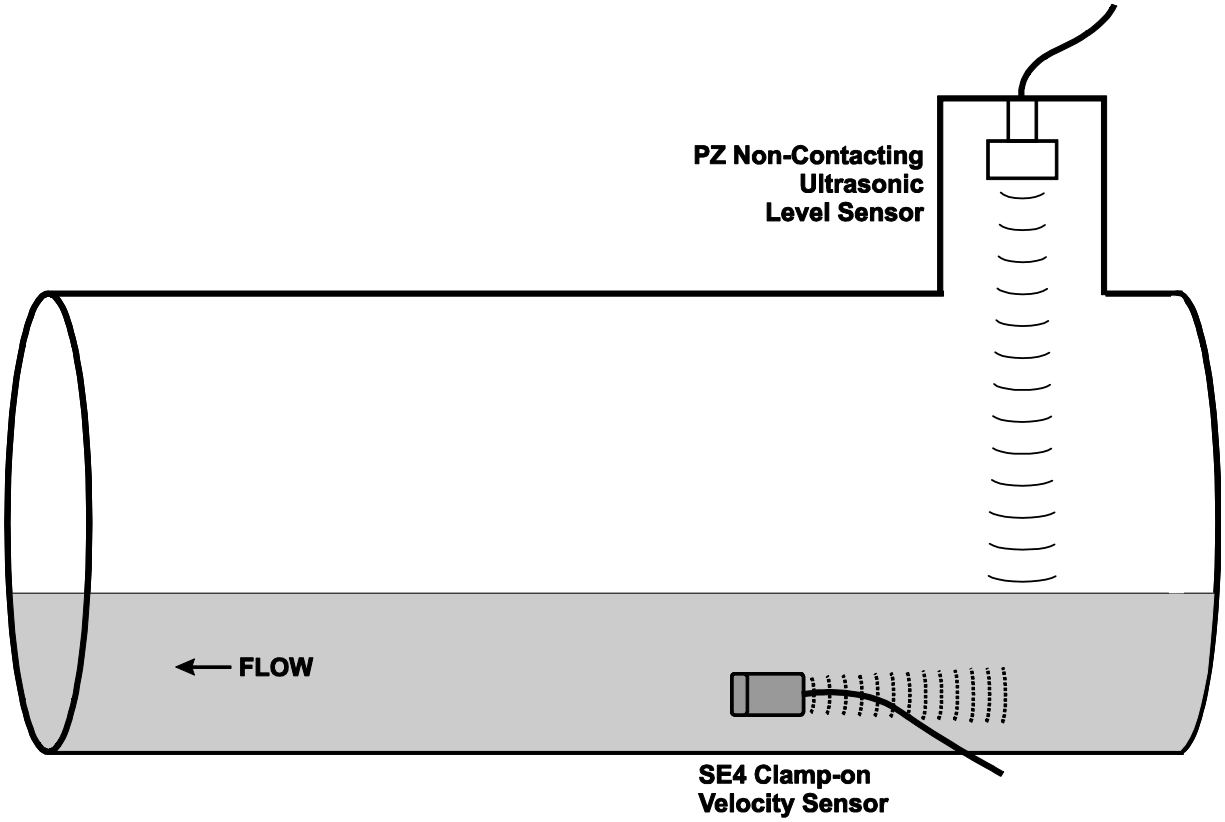 PZ Non-Contacting
Ultrasonic
Level Sensor
FLOW
SE4 Clamp-on
Velocity Sensor